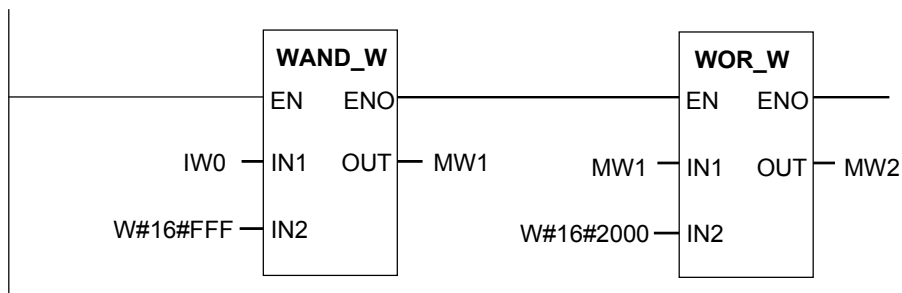 WAND_W
WOR_W
EN ENO
EN ENO
IW0 IN1 OUT MW1
MW1 IN1 OUT MW2
W#16#FFF IN2
W#16#2000 IN2